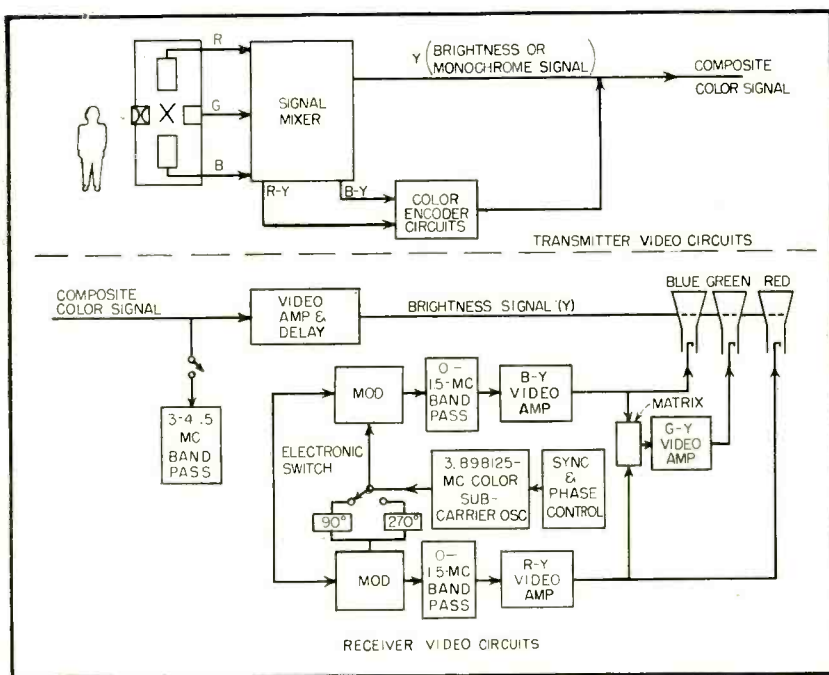 R
G
B
SIGNAL
MIXER
Y (BRIGHTNESS OR
MONOCHROME SIGNAL)
COMPOSITE
COLOR SIGNAL
R-Y
B-Y
COLOR
ENCODER
CIRCUITS
TRANSMITTER VIDEO CIRCUITS
COMPOSITE
COLOR SIGNAL
VIDEO
AMP &
DELAY
BRIGHTNESS SIGNAL (Y)
BLUE GREEN RED
3-4.5
MC
BAND
PASS
MOD
0-
1.5-MC
BAND
PASS
B-Y
VIDEO
AMP
MATRIX
G-Y
VIDEO
AMP
ELECTRONIC
SWITCH
90°
270°
3.898125-
MC COLOR
SUB-
CARRIER OSC
SYNC
&
PHASE
CONTROL
MOD
0-
1.5-MC
BAND
PASS
R-Y
VIDEO
AMP
RECEIVER VIDEO CIRCUITS